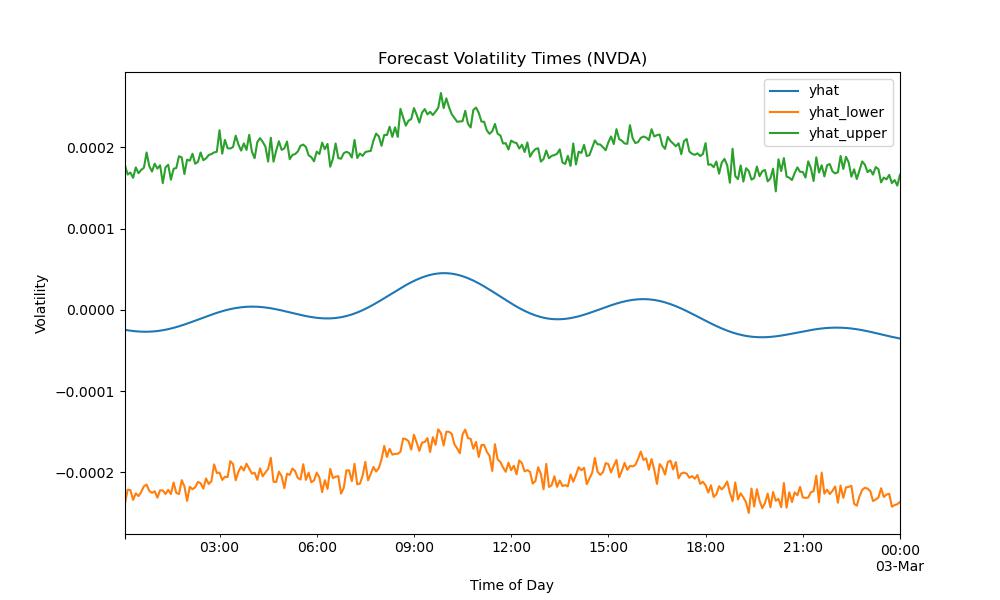 Forecast Volatility Times (NVDA)
yhat
yhat_lower
yhat_upper
0.0002
0.0001
0.0000
−0.0001
−0.0002
Volatility
03:00
06:00
09:00
12:00
15:00
18:00
21:00
00:00
03-Mar
Time of Day